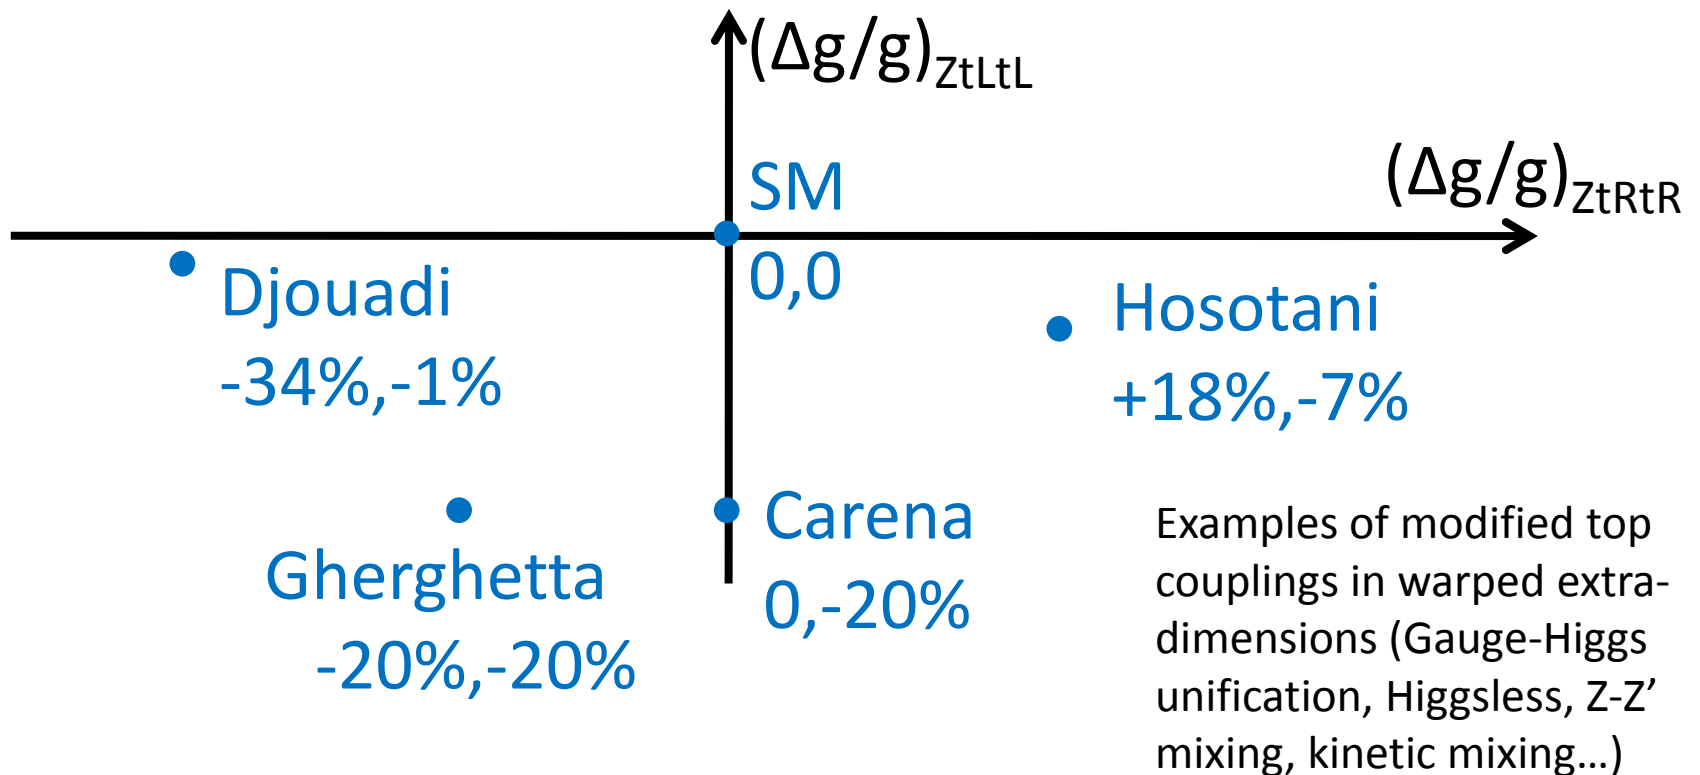 (Δg/g)ZtLtL
SM
(Δg/g)ZtRtR
0,0
Djouadi
-34%,-1%
Hosotani
+18%,-7%
Carena
0,-20%
Gherghetta
-20%,-20%
Examples of modified top
couplings in warped extra-
dimensions (Gauge-Higgs
unification, Higgsless, Z-Z’
mixing, kinetic mixing…)